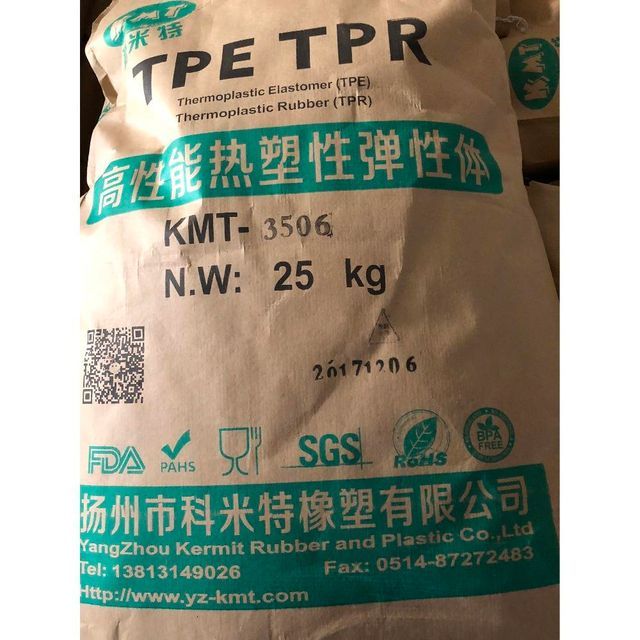 KMT
科米特
TPE TPR
Thermoplastic Elastomer (TPE)
Thermoplastic Rubber (TPR)
高性能热塑性弹性体
KMT-3506
N.W: 25 kg
20171206
FDA
PAHS
SGS
RoHS
BPA
FREE
扬州市科米特橡塑有限公司
YangZhou Kermit Rubber and Plastic Co.,Ltd
Tel: 13813149026 Fax: 0514-87272483
Http://www.yz-kmt.com